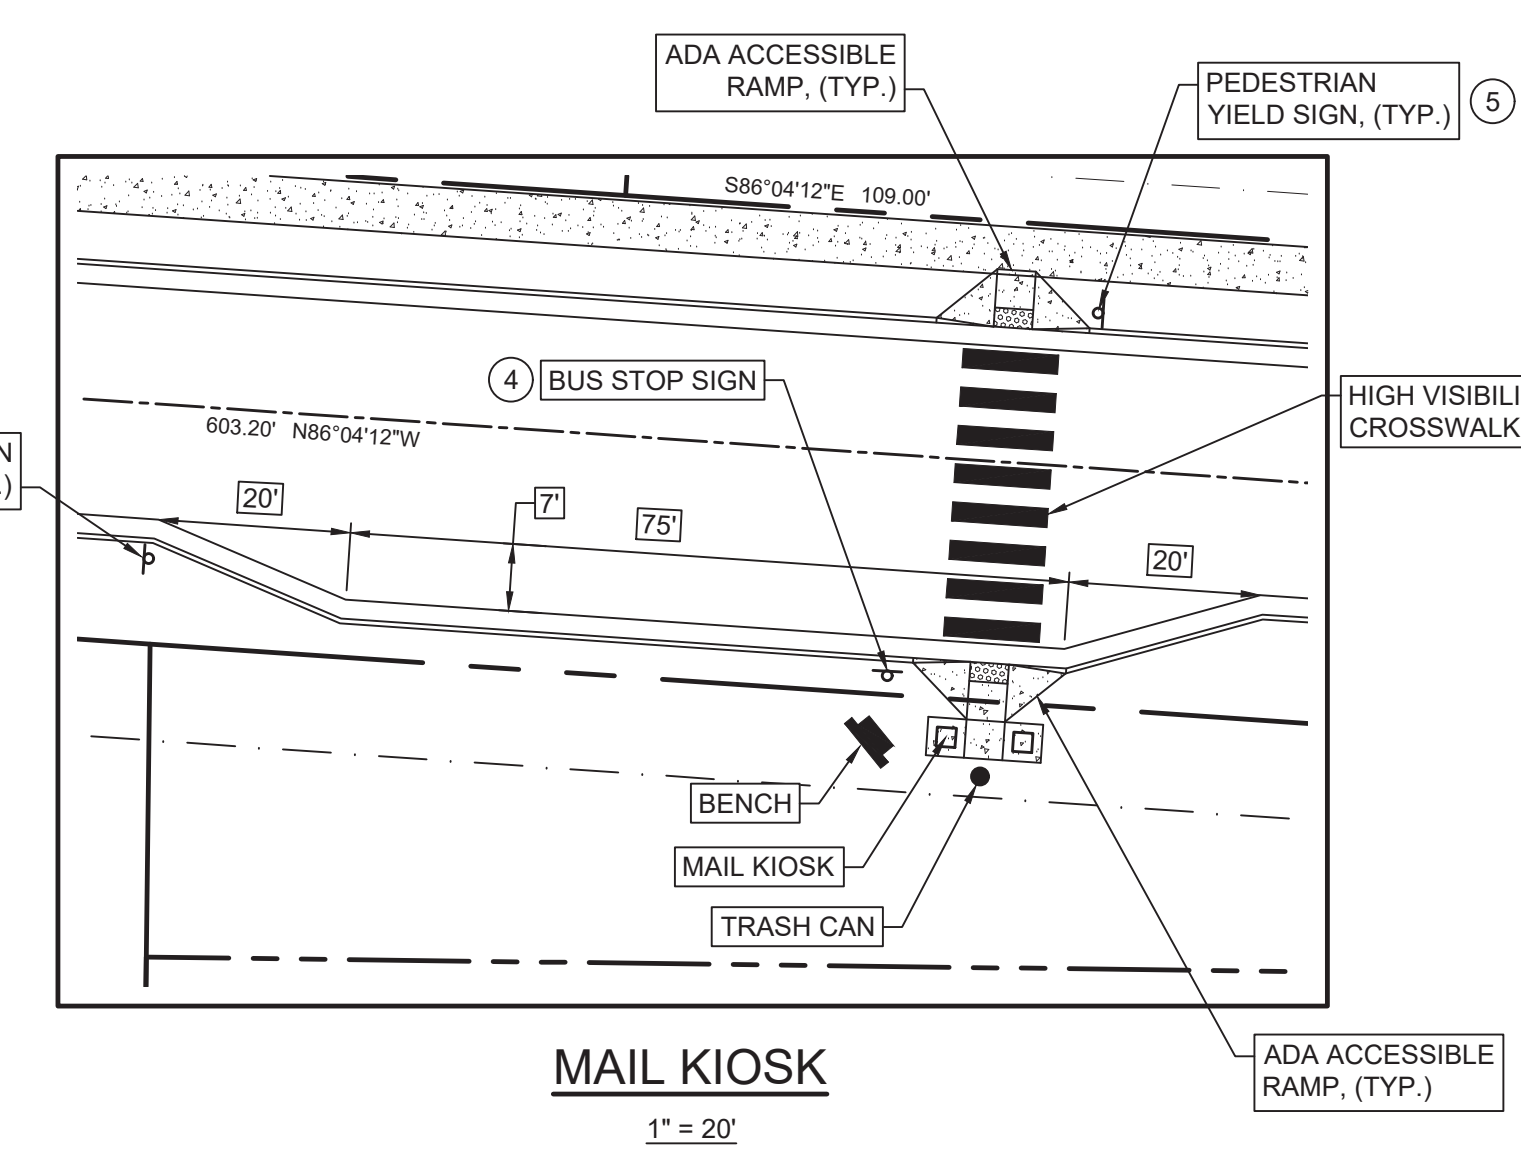 ADA ACCESSIBLE
RAMP, (TYP.)
PEDESTRIAN
YIELD SIGN, (TYP.)
5
S86°04'12"E 109.00'
4
BUS STOP SIGN
HIGH VISIBILI
CROSSWALK
603.20' N86°04'12"W
N
.)
20'
7'
75'
20'
BENCH
MAIL KIOSK
TRASH CAN
ADA ACCESSIBLE
RAMP, (TYP.)
MAIL KIOSK
1" = 20'